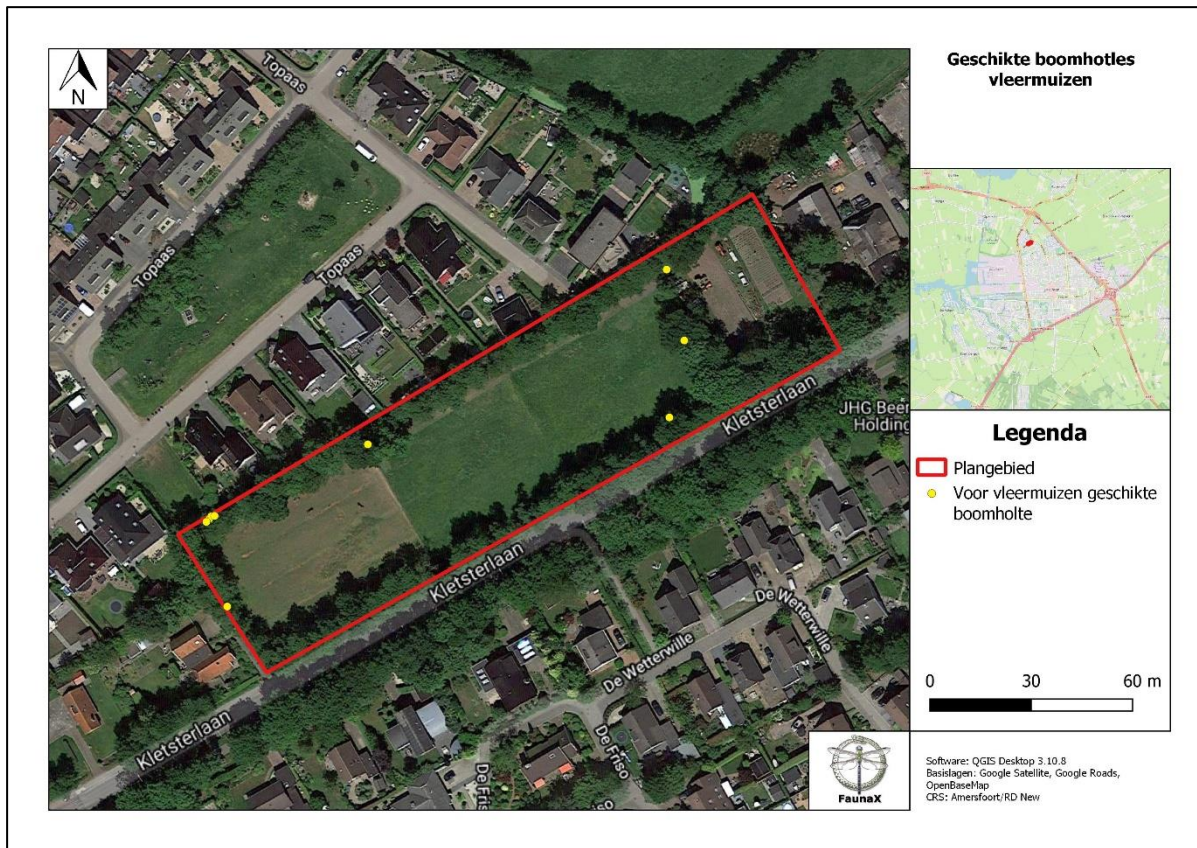 Geschikte boomhotles
vleermuizen
N
Topaas
Topaas
Topaas
Kletsterlaan
JHG Beer
Holding
Kletsterlaan
De Wetterwille
De Wetterwille
Kletsterlaan
De Friso
De Fris
Legenda
Plangebied
Voor vleermuizen geschikte
boomholte
0 30 60 m
FaunaX
Software: QGIS Desktop 3.10.8
Basislagen: Google Satellite, Google Roads,
OpenBaseMap
CRS: Amersfoort/RD New